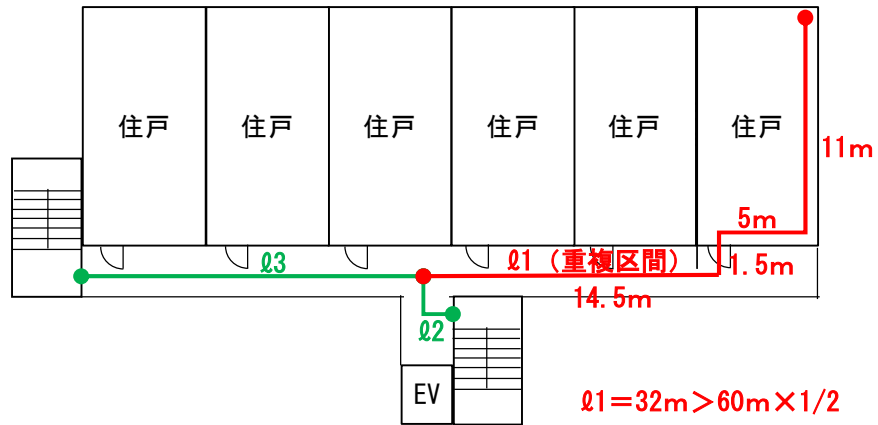 住戸
住戸
住戸
住戸
住戸
住戸
11m
5m
ℓ3
ℓ1（重複区間）
1.5m
14.5m
ℓ2
EV
ℓ1＝32m＞60m×1/2